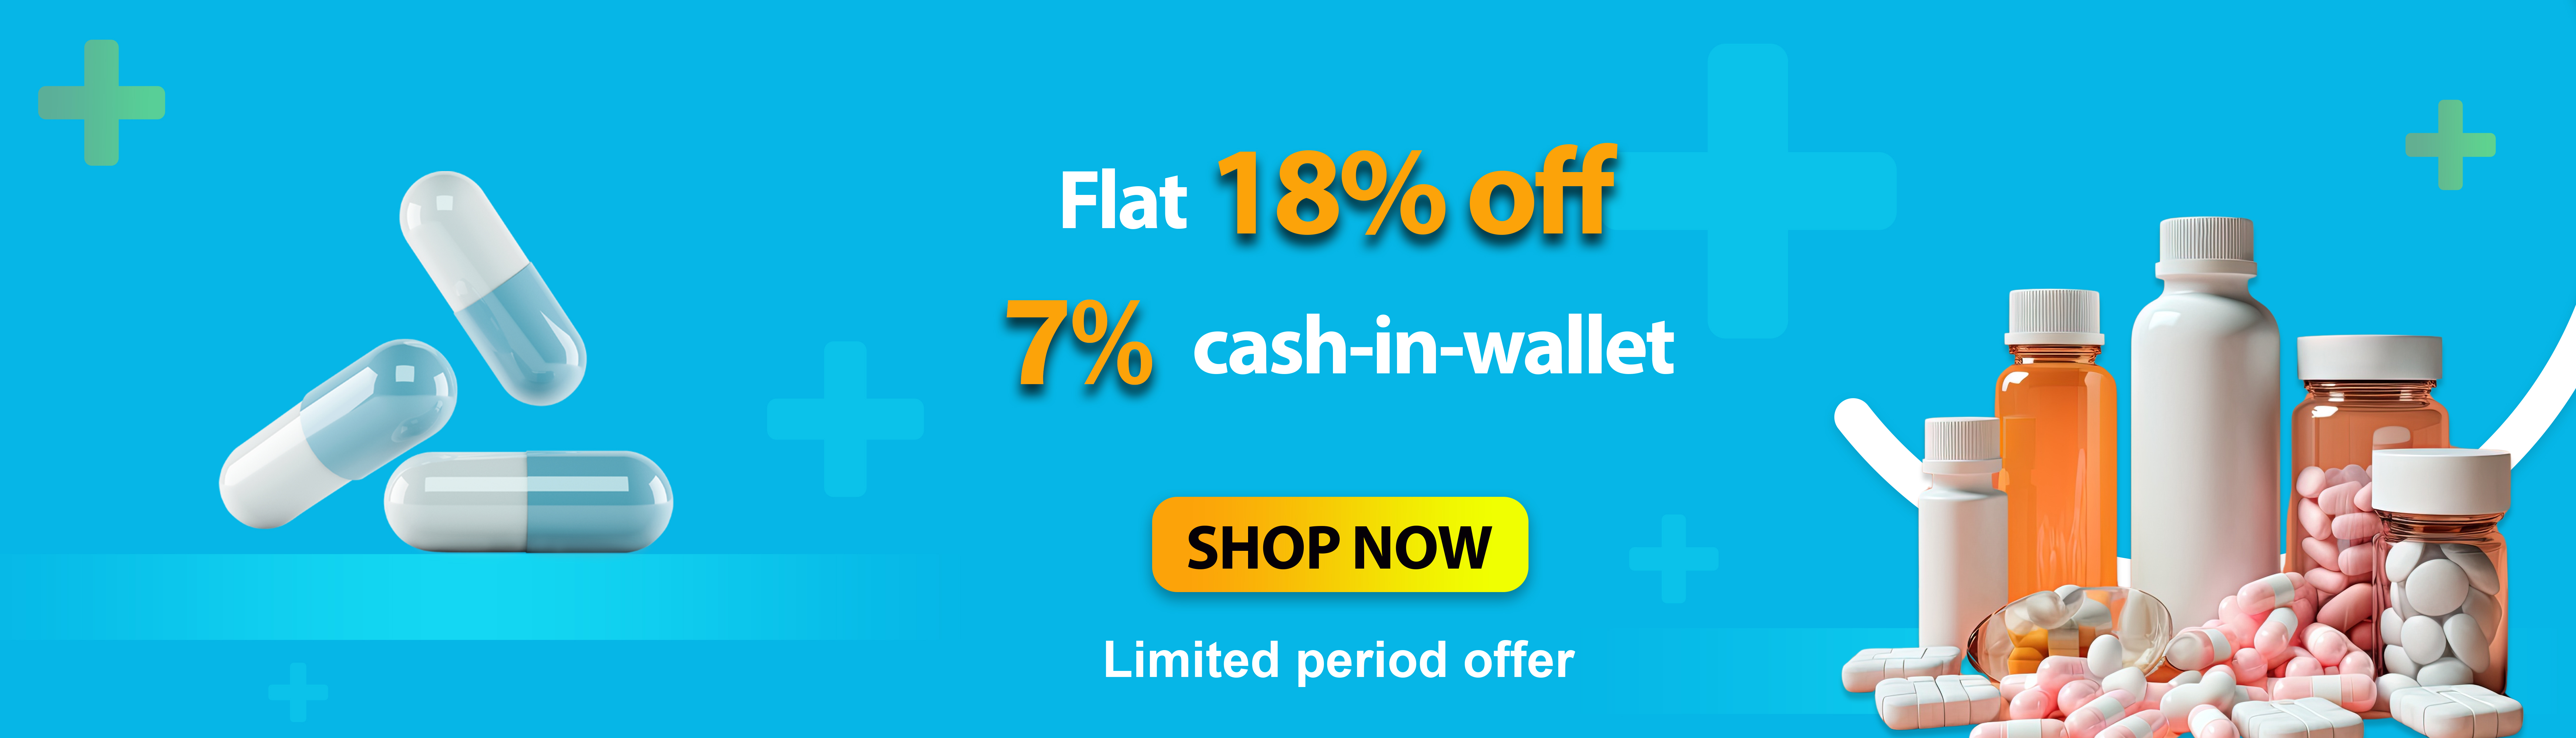 Flat 18% off
7% cash-in-wallet
SHOP NOW
Limited period offer